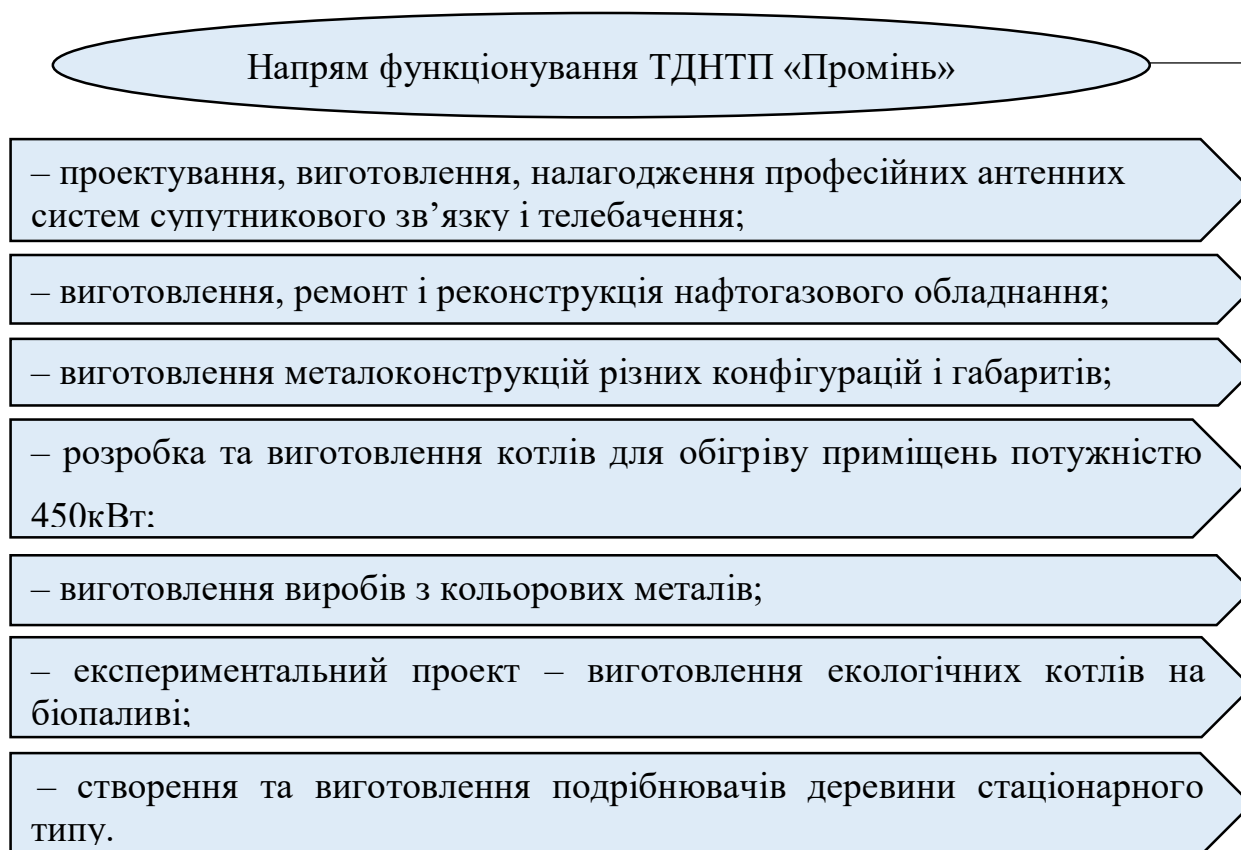 Напрям функціонування ТДНТП «Промінь»
– проектування, виготовлення, налагодження професійних антенних
систем супутникового зв’язку і телебачення;
– виготовлення, ремонт і реконструкція нафтогазового обладнання;
– виготовлення металоконструкцій різних конфігурацій і габаритів;
– розробка та виготовлення котлів для обігріву приміщень потужністю
450кВт;
– виготовлення виробів з кольорових металів;
– експериментальний проект – виготовлення екологічних котлів на
біопаливі;
– створення та виготовлення подрібнювачів деревини стаціонарного
типу.